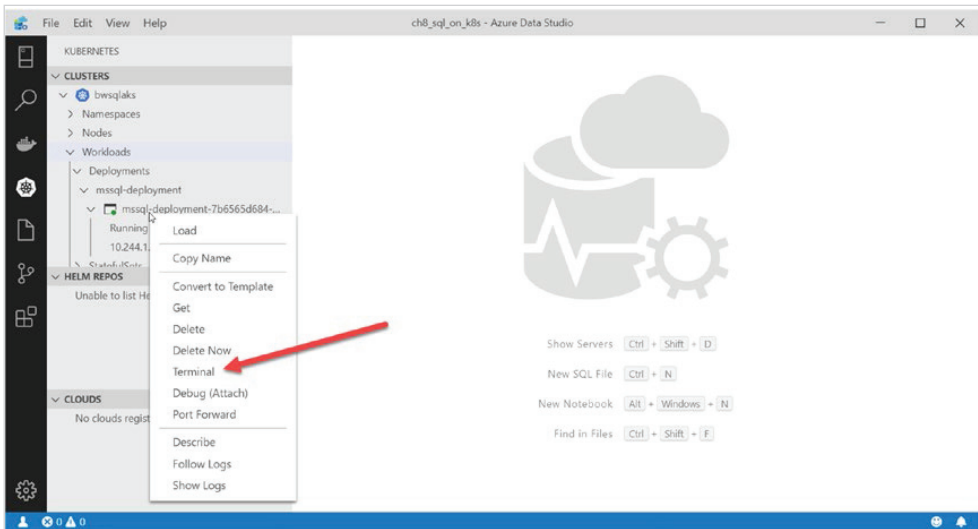 File Edit View Help
ch8_sql_on_k8s - Azure Data Studio
KUBERNETES
CLUSTERS
bwsqlaks
Namespaces
Nodes
Workloads
Deployments
mssql-deployment
mssql-deployment-7b6565d684-...
Running
10.244.1.
StatefulSets
HELM REPOS
Unable to list He
CLOUDS
No clouds regist
Load
Copy Name
Convert to Template
Get
Delete
Delete Now
Terminal
Debug (Attach)
Port Forward
Describe
Follow Logs
Show Logs
Show Servers Ctrl + Shift + D
New SQL File Ctrl + N
New Notebook Alt + Windows + N
Find in Files Ctrl + Shift + F
0 0